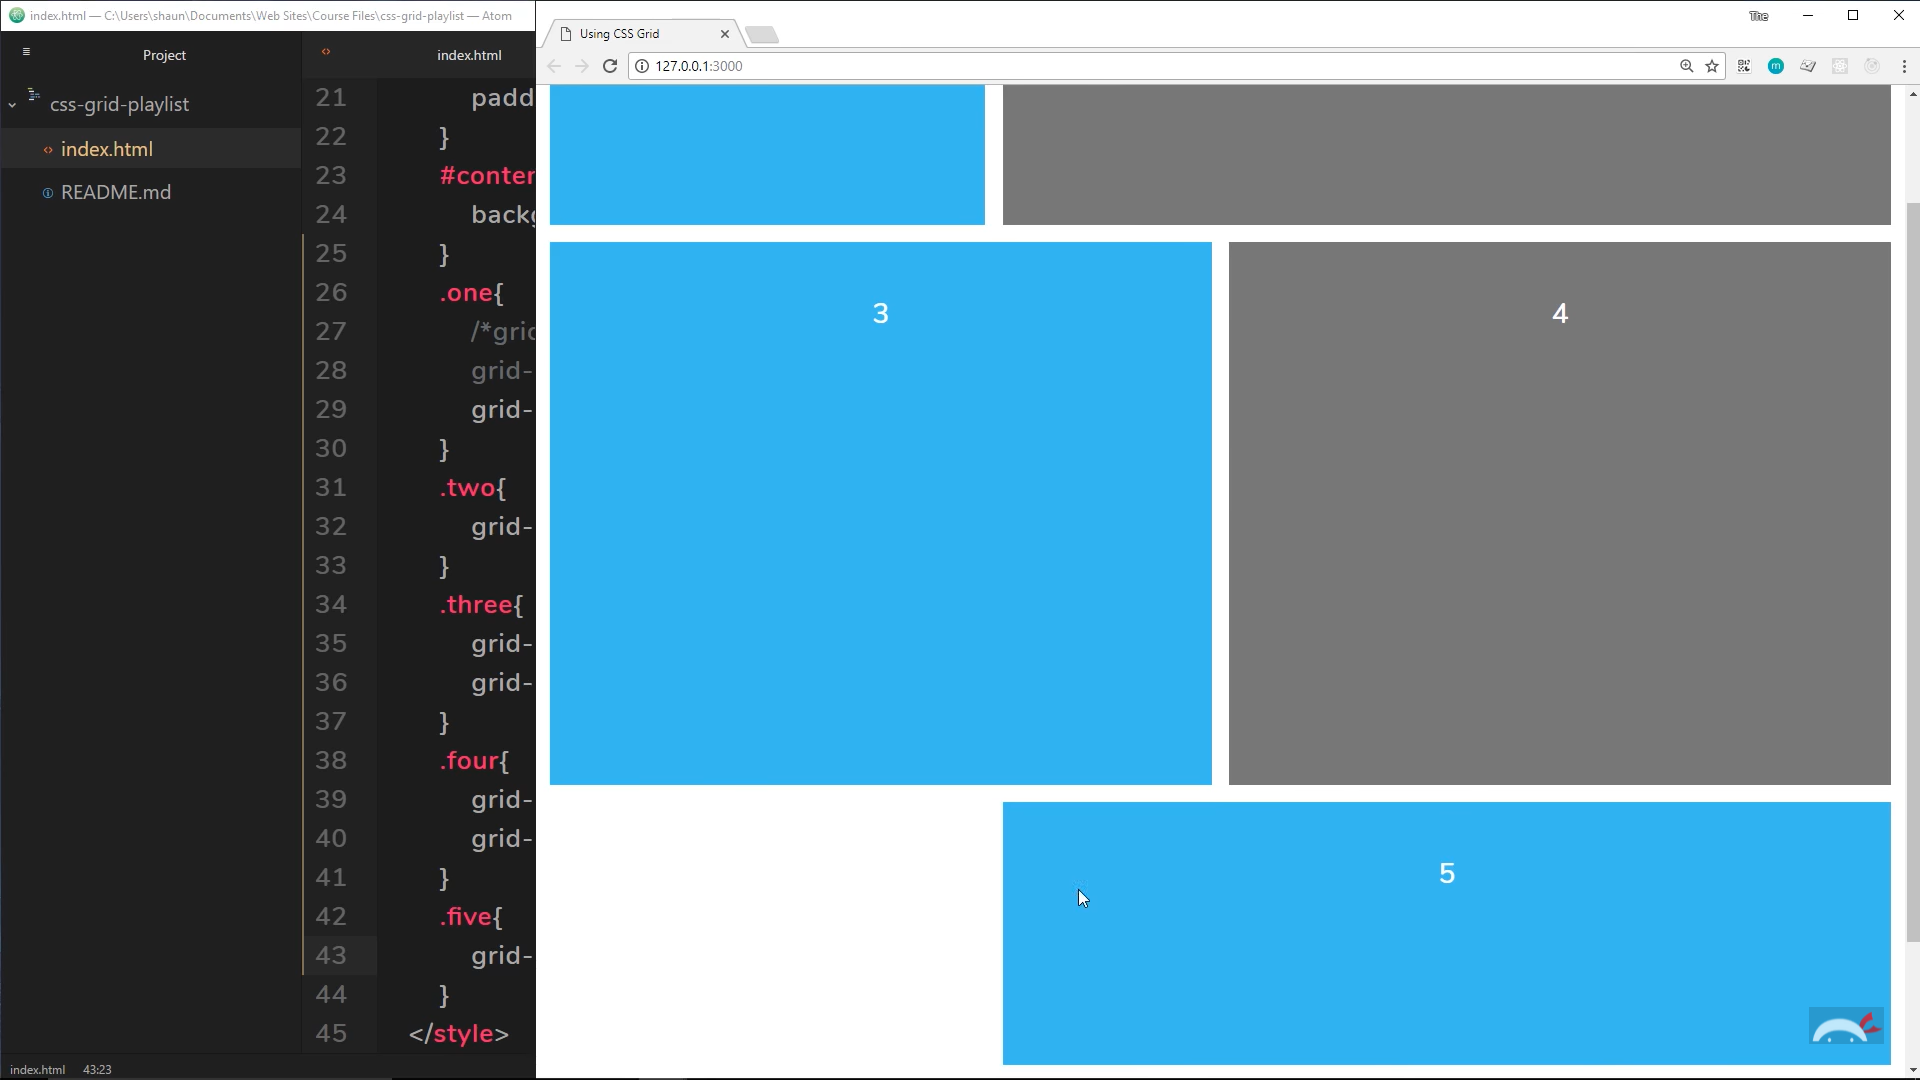 index.html — C:\Users\shaun\Documents\Web Sites\Course Files\css-grid-playlist — Atom
Project
css-grid-playlist
index.html
README.md
index.html
21 padd
22 }
23 #conter
24 back
25 }
26 .one{
27 /*grid
28 grid-
29 grid-
30 }
31 .two{
32 grid-
33 }
34 .three{
35 grid-
36 grid-
37 }
38 .four{
39 grid-
40 grid-
41 }
42 .five{
43 grid-
44 }
45 </style>
index.html 43:23
Using CSS Grid
The
127.0.0.1:3000
m
3
4
5